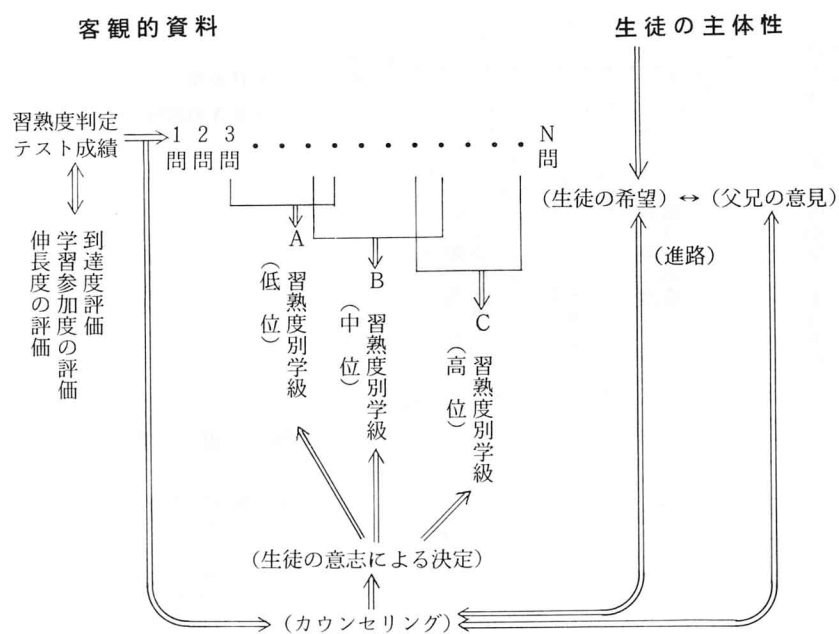 客観的資料
生徒の主体性
習熟度判定
テスト成績
1問 2問 3問 ・・・・・・・・・・・ N問
到達度評価
学習参加度の評価
伸長度の評価
(生徒の希望) ↔ (父兄の意見)
(進路)
A
習熟度別学級
(低 位)
B
習熟度別学級
(中 位)
C
習熟度別学級
(高 位)
(生徒の意志による決定)
(カウンセリング)